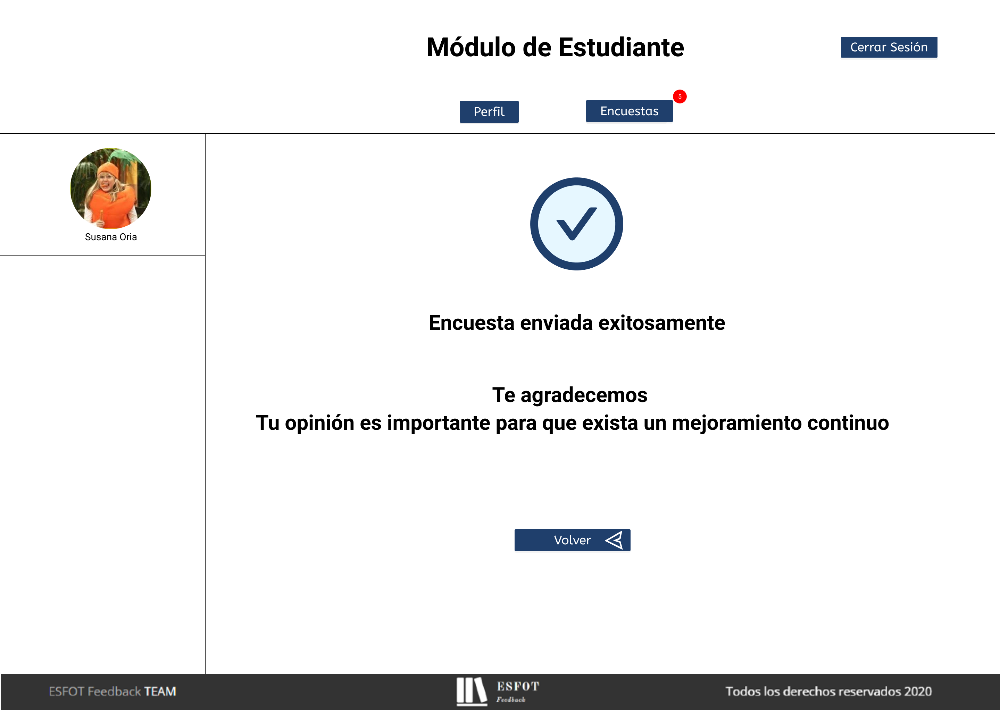 Módulo de Estudiante
Cerrar Sesión
Perfil
Encuestas
5
Susana Oria
Encuesta enviada exitosamente
Te agradecemos
Tu opinión es importante para que exista un mejoramiento continuo
Volver
ESFOT Feedback TEAM
ESFOT
Feedback
Todos los derechos reservados 2020